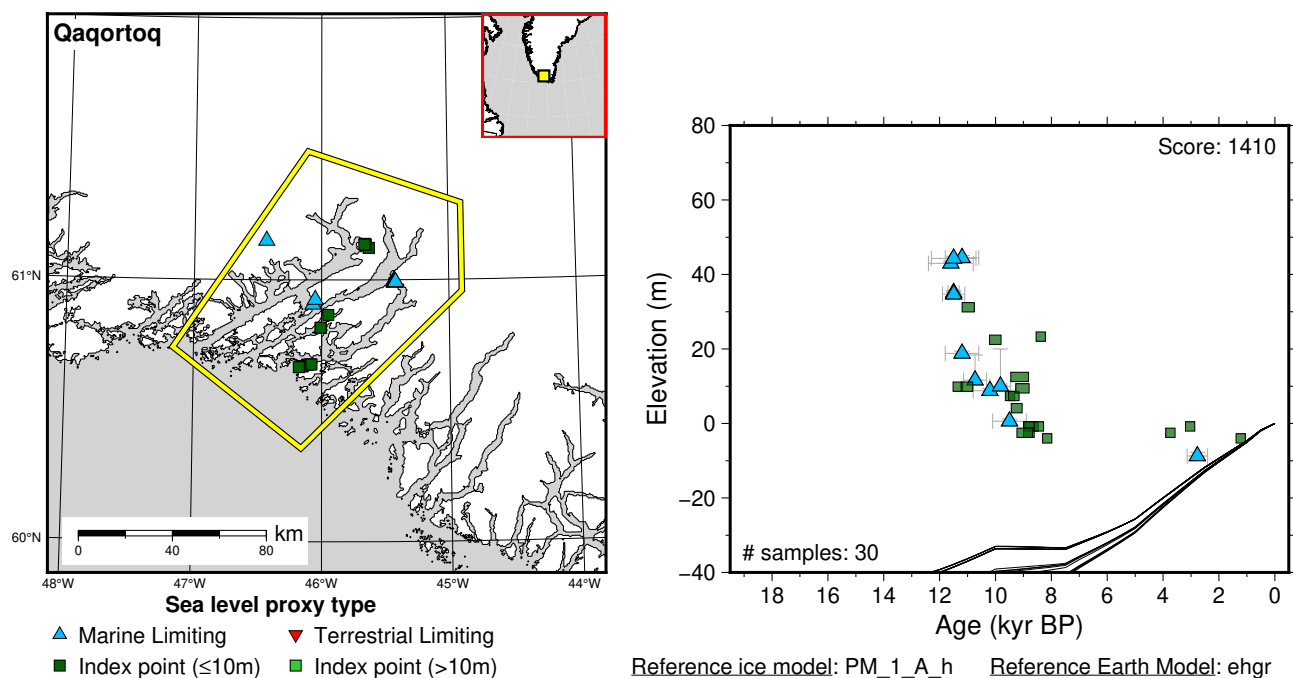 Qaqortoq
61°N
60°N
48°W
47°W
46°W
45°W
44°W
km
0
40
80
Sea level proxy type
Marine Limiting
Terrestrial Limiting
Index point (≤10m)
Index point (>10m)
Score: 1410
80
60
40
20
0
−20
−40
Elevation (m)
# samples: 30
18 16 14 12 10 8 6 4 2 0
Age (kyr BP)
Reference ice model: PM_1_A_h
Reference Earth Model: ehgr